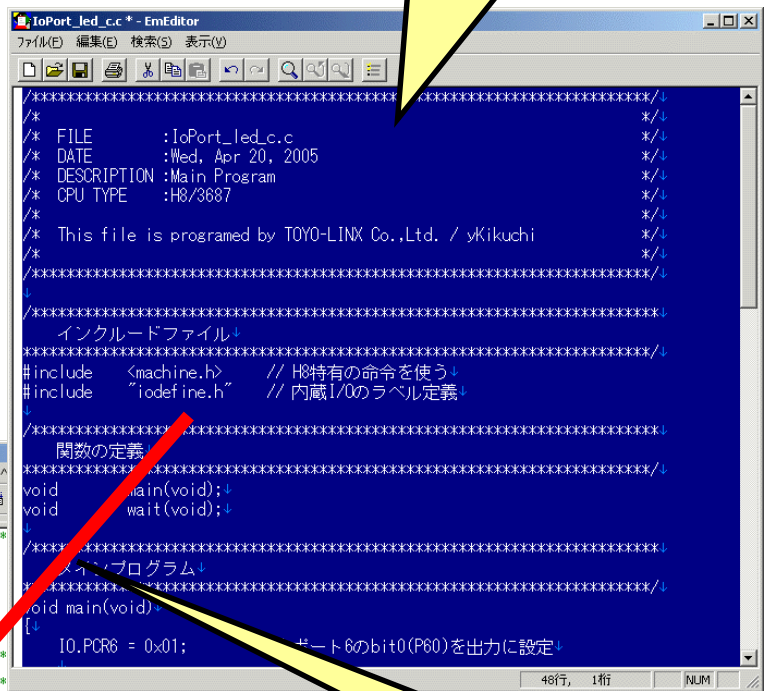 IoPort_led_c.c * - EmEditor
ファイル(F) 編集(E) 検索(S) 表示(V)
/***********************************************************************/↓
/* */↓
/* FILE :IoPort_led_c.c */↓
/* DATE :Wed, Apr 20, 2005 */↓
/* DESCRIPTION :Main Program */↓
/* CPU TYPE :H8/3687 */↓
/* */↓
/* This file is programed by TOYO-LINX Co.,Ltd. / yKikuchi */↓
/* */↓
/***********************************************************************/↓
↓
/************************************************************************↓
インクルードファイル↓
************************************************************************/↓
#include <machine.h> // H8特有の命令を使う↓
#include "iodefine.h" // 内蔵I/Oのラベル定義↓
↓
/************************************************************************↓
関数の定義↓
************************************************************************/↓
void main(void);↓
void wait(void);↓
↓
/************************************************************************↓
メインプログラム↓
************************************************************************/↓
void main(void)↓
{↓
IO.PCR6 = 0x01; ポート6のbit0(P60)を出力に設定↓
↓
48行, 1桁 NUM